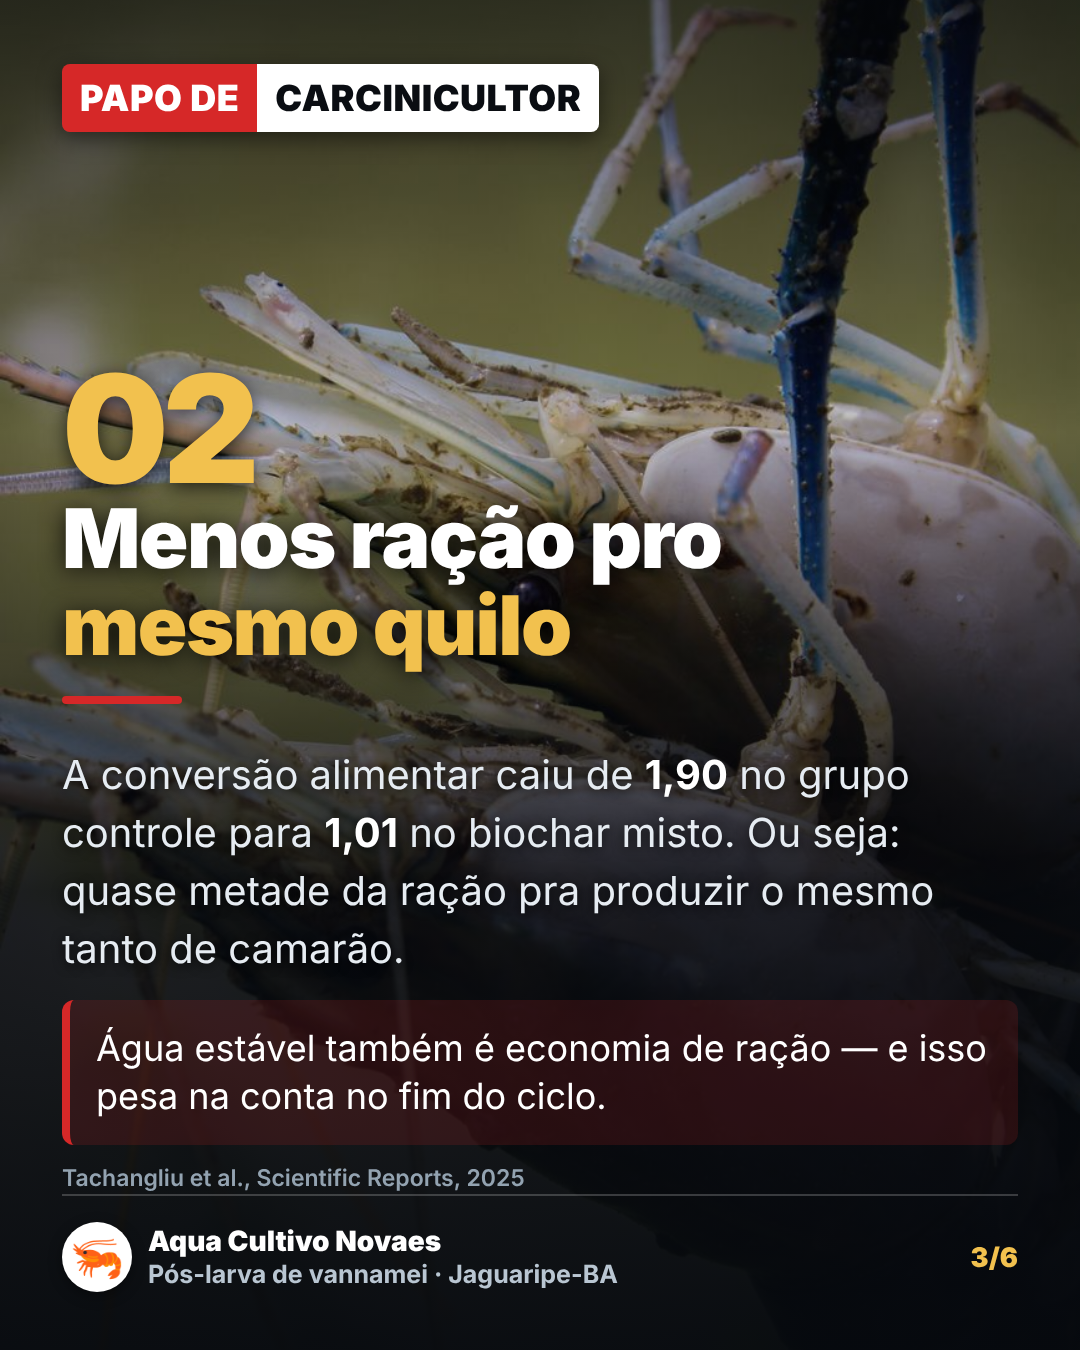 PAPO DE CARCINICULTOR
02
Menos ração pro
mesmo quilo
A conversão alimentar caiu de 1,90 no grupo
controle para 1,01 no biochar misto. Ou seja:
quase metade da ração pra produzir o mesmo
tanto de camarão.
Água estável também é economia de ração — e isso
pesa na conta no fim do ciclo.
Tachangliu et al., Scientific Reports, 2025
Aqua Cultivo Novaes
Pós-larva de vannamei · Jaguaripe-BA
3/6